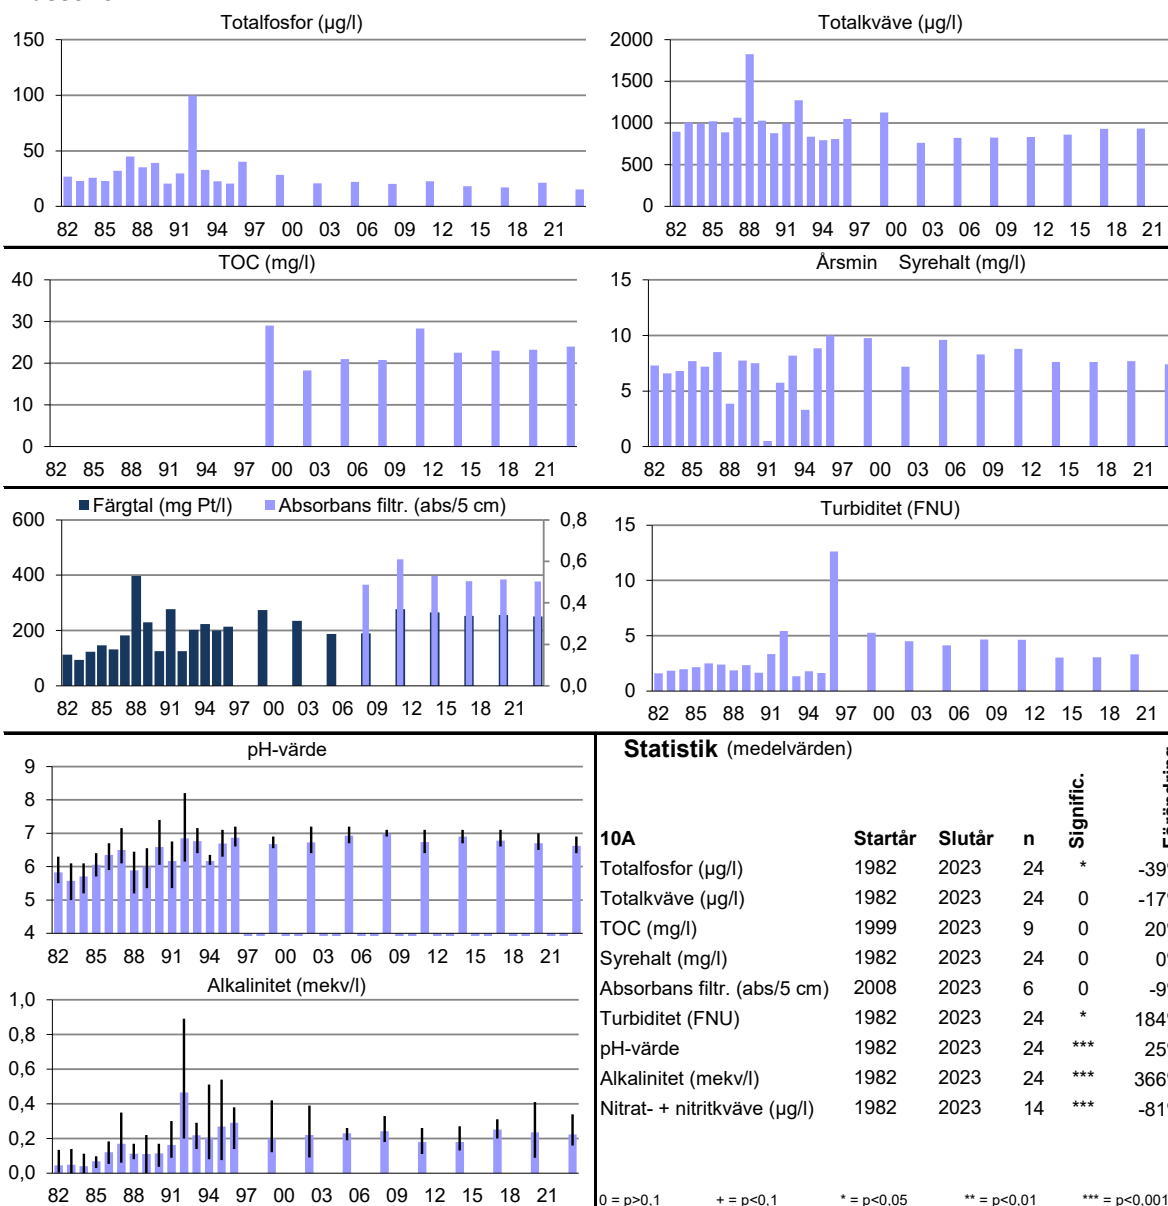 Totalfosfor (µg/l)
150
100
50
0
82 85 88 91 94 97 00 03 06 09 12 15 18 21
Totalkväve (µg/l)
2000
1500
1000
500
0
82 85 88 91 94 97 00 03 06 09 12 15 18 21
TOC (mg/l)
40
30
20
10
0
82 85 88 91 94 97 00 03 06 09 12 15 18 21
Årsmin Syrehalt (mg/l)
15
10
5
0
82 85 88 91 94 97 00 03 06 09 12 15 18 21
Färgtal (mg Pt/l) Absorbans filtr. (abs/5 cm)
600 0,8
0,6
400
0,4
200
0,2
0 0,0
82 85 88 91 94 97 00 03 06 09 12 15 18 21
Turbiditet (FNU)
15
10
5
0
82 85 88 91 94 97 00 03 06 09 12 15 18 21
pH-värde
9
8
7
6
5
4
82 85 88 91 94 97 00 03 06 09 12 15 18 21
Alkalinitet (mekv/l)
1,0
0,8
0,6
0,4
0,2
0,0
82 85 88 91 94 97 00 03 06 09 12 15 18 21
Statistik (medelvärden)
10A Startår Slutår n Signific.
Totalfosfor (µg/l) 1982 2023 24 * -39
Totalkväve (µg/l) 1982 2023 24 0 -17
TOC (mg/l) 1999 2023 9 0 20
Syrehalt (mg/l) 1982 2023 24 0 0
Absorbans filtr. (abs/5 cm) 2008 2023 6 0 -9
Turbiditet (FNU) 1982 2023 24 * 184
pH-värde 1982 2023 24 *** 25
Alkalinitet (mekv/l) 1982 2023 24 *** 366
Nitrat- + nitritkväve (µg/l) 1982 2023 14 *** -81
0 = p>0,1 + = p<0,1 * = p<0,05 ** = p<0,01 *** = p<0,001